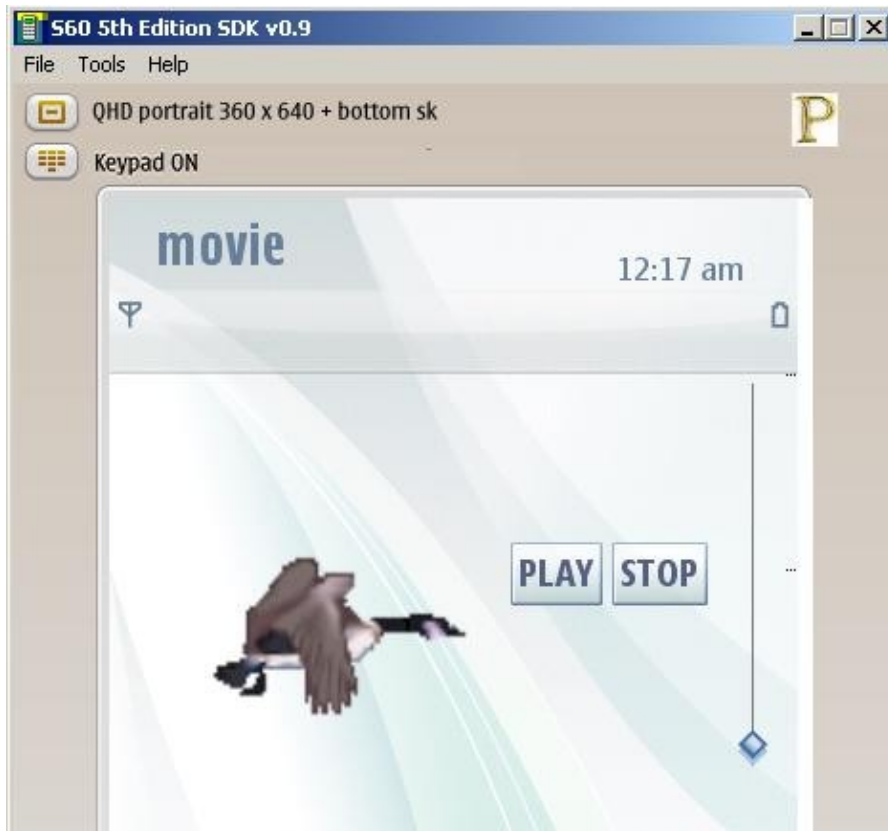 S60 5th Edition SDK v0.9
File Tools Help
QHD portrait 360 x 640 + bottom sk
P
Keypad ON
movie
12:17 am
...
PLAY STOP
...